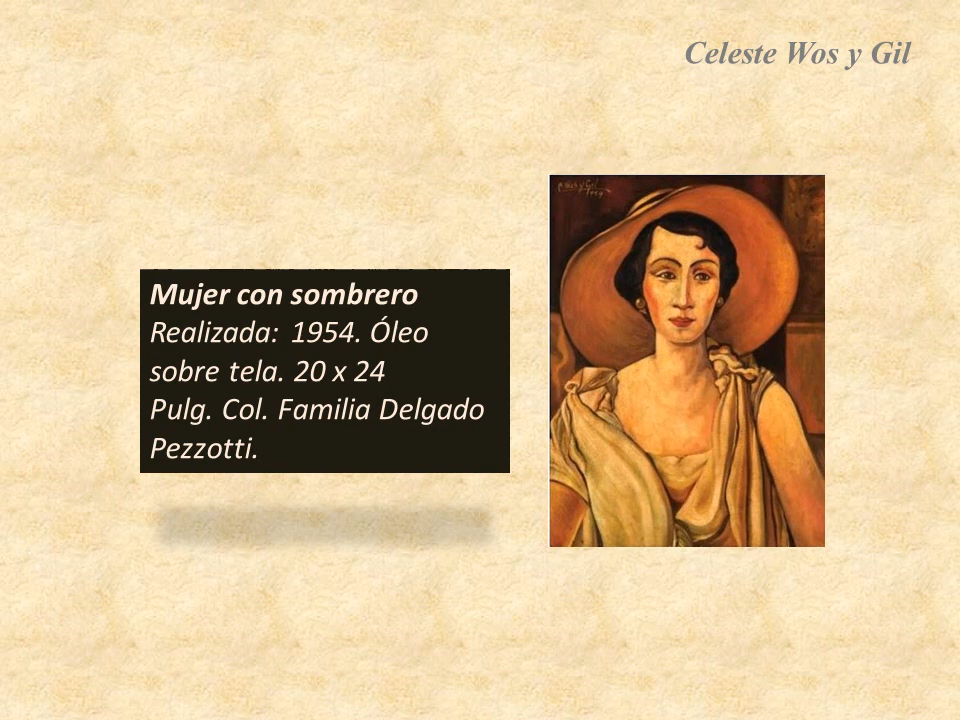 Celeste Wos y Gil
Mujer con sombrero
Realizada: 1954. Óleo
sobre tela. 20 x 24
Pulg. Col. Familia Delgado
Pezzotti.